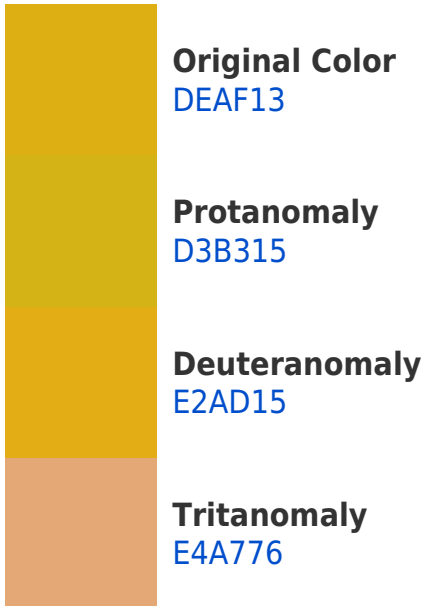 Original Color
DEAF13
Protanomaly
D3B315
Deuteranomaly
E2AD15
Tritanomaly
E4A776